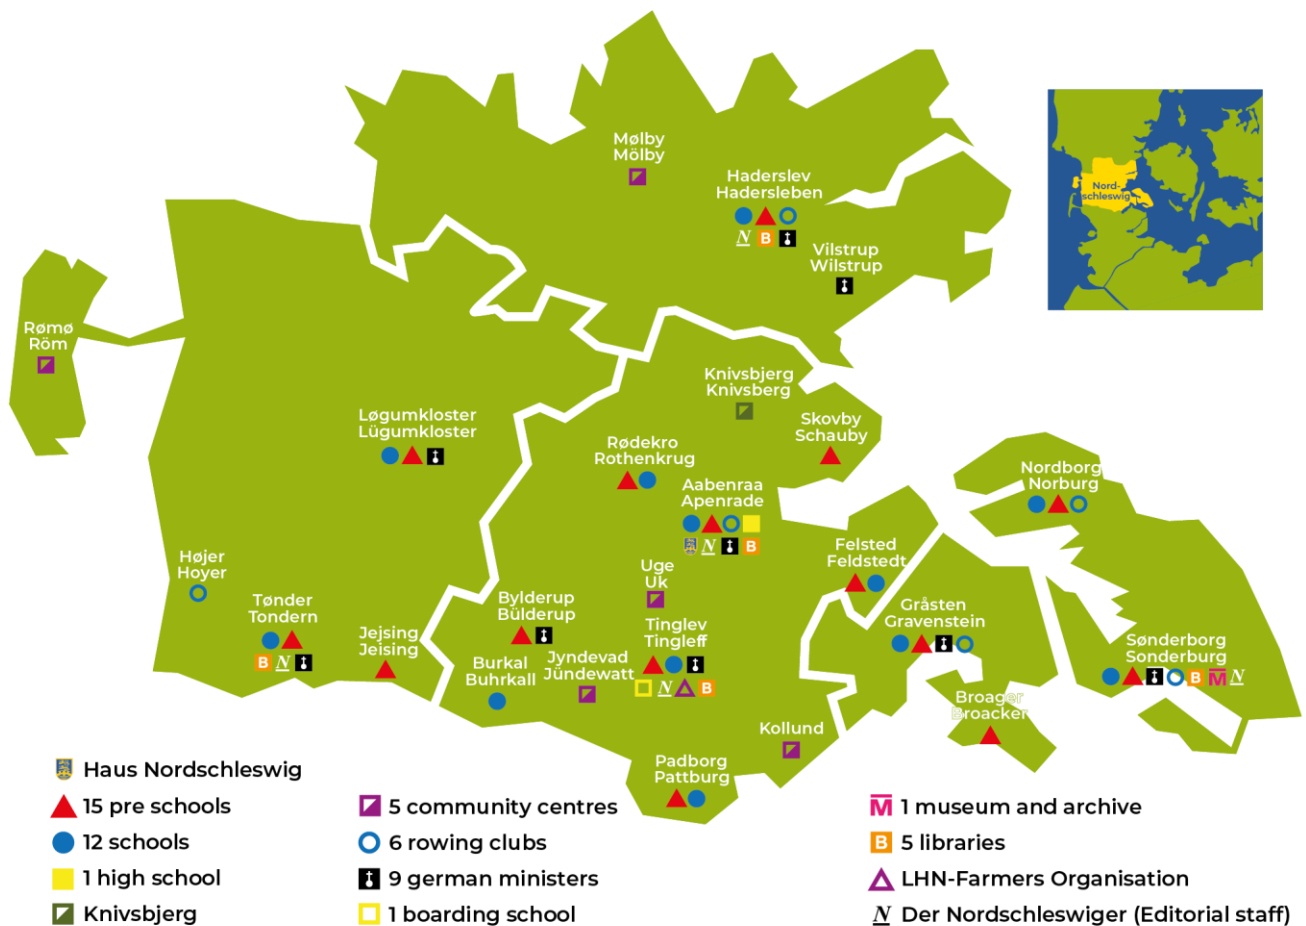 Mølby
Mölby
Haderslev
Hadersleben
N B
Vilstrup
Wilstrup
Nord-
schleswig
Rømø
Röm
Knivsbjerg
Knivsberg
Løgumkloster
Lügumkloster
Skovby
Schauby
Rødekro
Rothenkrug
Aabenraa
Apenrade
N B
Nordborg
Norburg
Højer
Hoyer
Uge
Uk
Felsted
Feldstedt
Tønder
Tondern
B N
Jejsing
Jeising
Bylderup
Bülderup
Tinglev
Tingleff
N B
Gråsten
Gravenstein
Burkal
Buhrkall
Jyndevad
Jündewatt
Sønderborg
Sonderburg
B M N
Broager
Broacker
Kollund
Padborg
Pattburg
Haus Nordschleswig
15 pre schools
12 schools
1 high school
Knivsbjerg
5 community centres
6 rowing clubs
9 german ministers
1 boarding school
M 1 museum and archive
B 5 libraries
LHN-Farmers Organisation
N Der Nordschleswiger (Editorial staff)